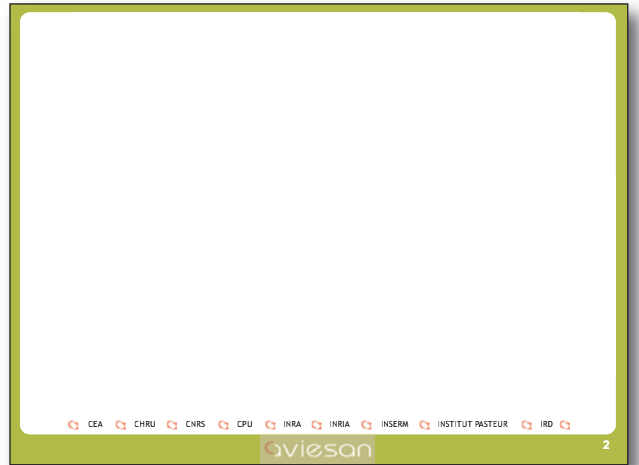 CEA CHRU CNRS CPU INRA INRIA INSERM INSTITUT PASTEUR IRD
aviesan
2